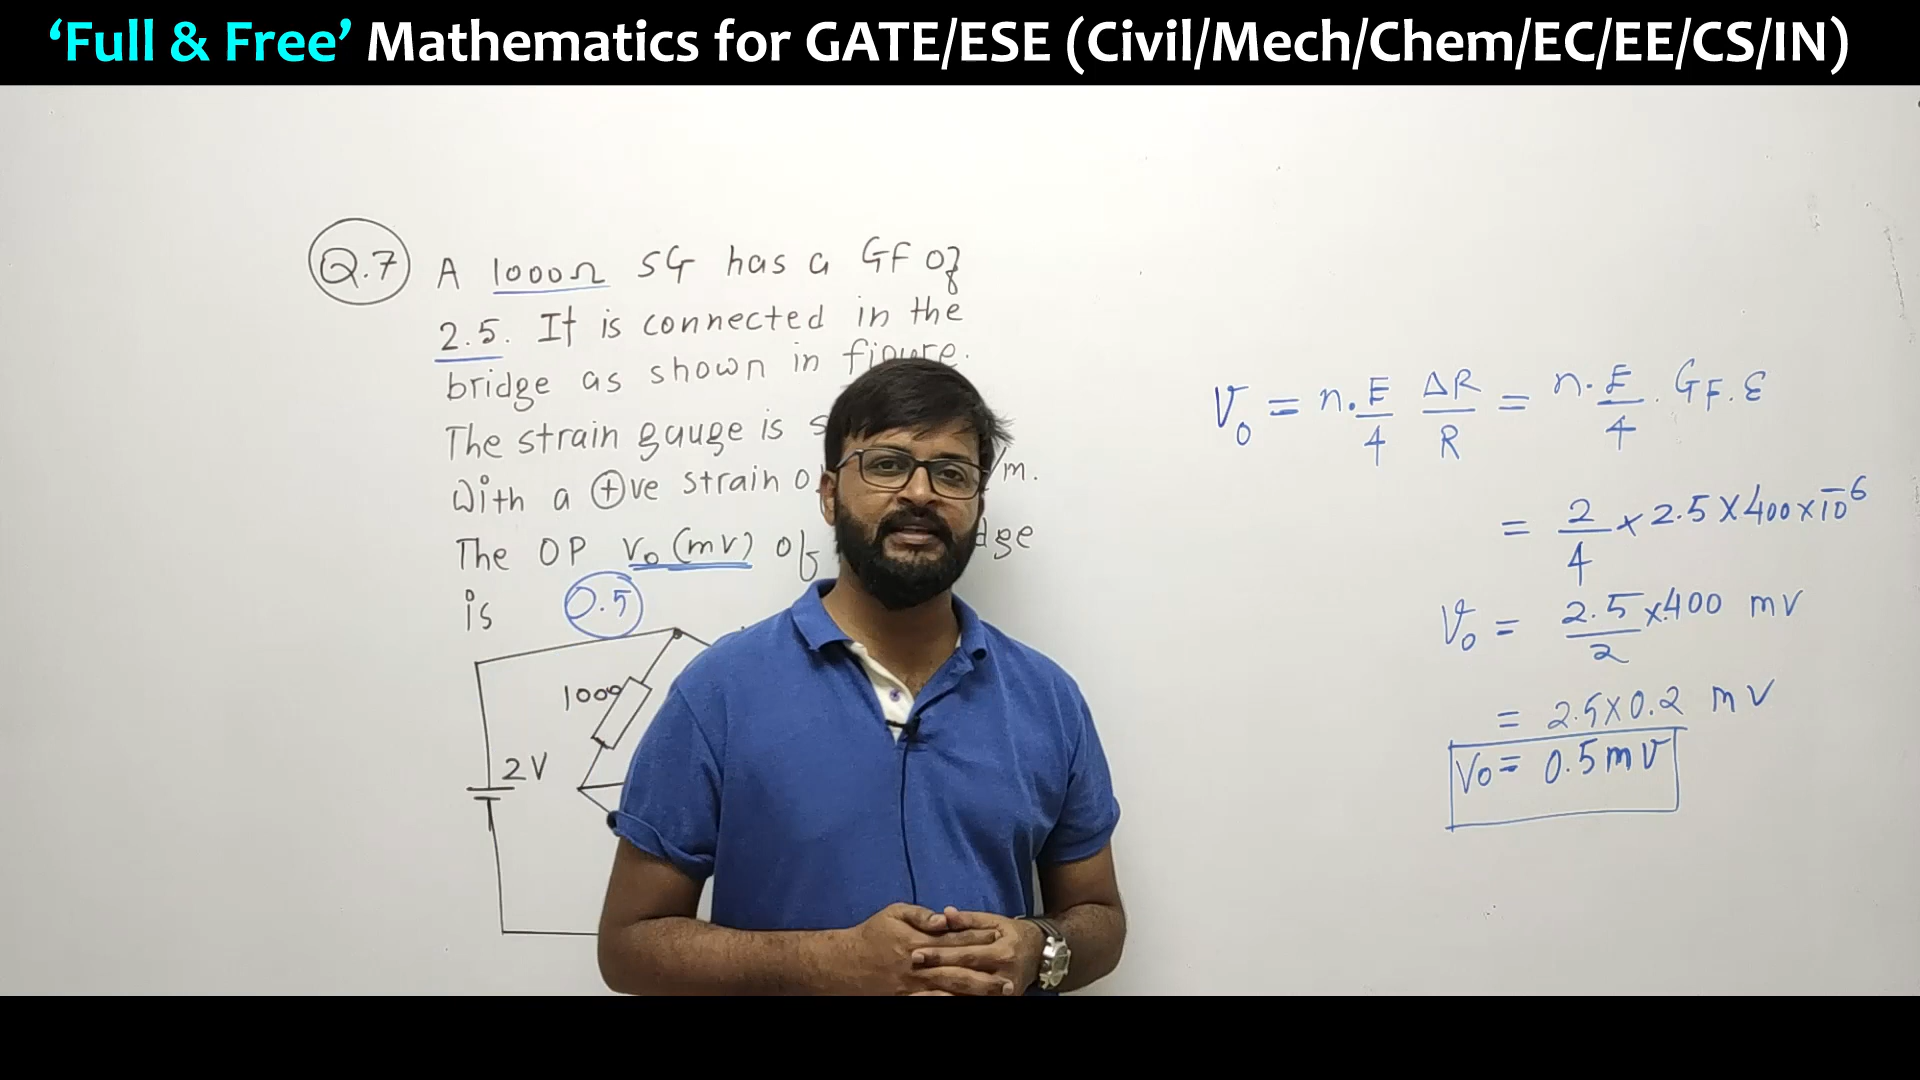 ‘Full & Free’ Mathematics for GATE/ESE (Civil/Mech/Chem/EC/EE/CS/IN)
Q.7 A 1000Ω SG has a GF of
2.5. It is connected in the
bridge as shown in figure.
The strain gauge is
with a ⊕ve strain /m.
The OP V₀ (mV) of
is 0.5
1000
2V
V₀ = n.E/4 ΔR/R = n.E/4 . GF.ε
= 2/4 × 2.5 × 400 × 10⁻⁶
V₀ = 2.5/2 × .400 mV
= 2.5×0.2 mV
V₀ = 0.5 mV